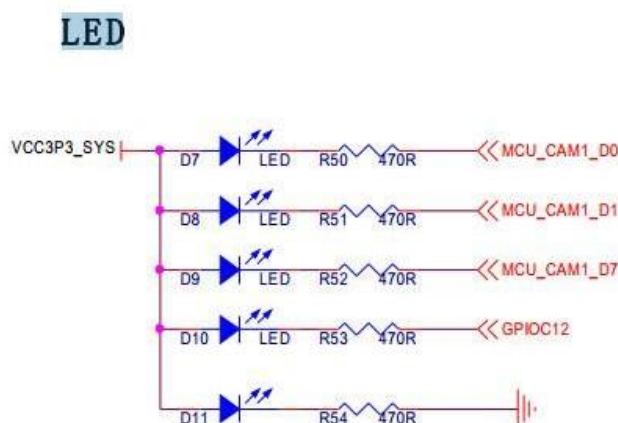 LED
VCC3P3_SYS D7 LED R50 470R MCU_CAM1_D0
D8 LED R51 470R MCU_CAM1_D1
D9 LED R52 470R MCU_CAM1_D7
D10 LED R53 470R GPIOC12
D11 R54 470R